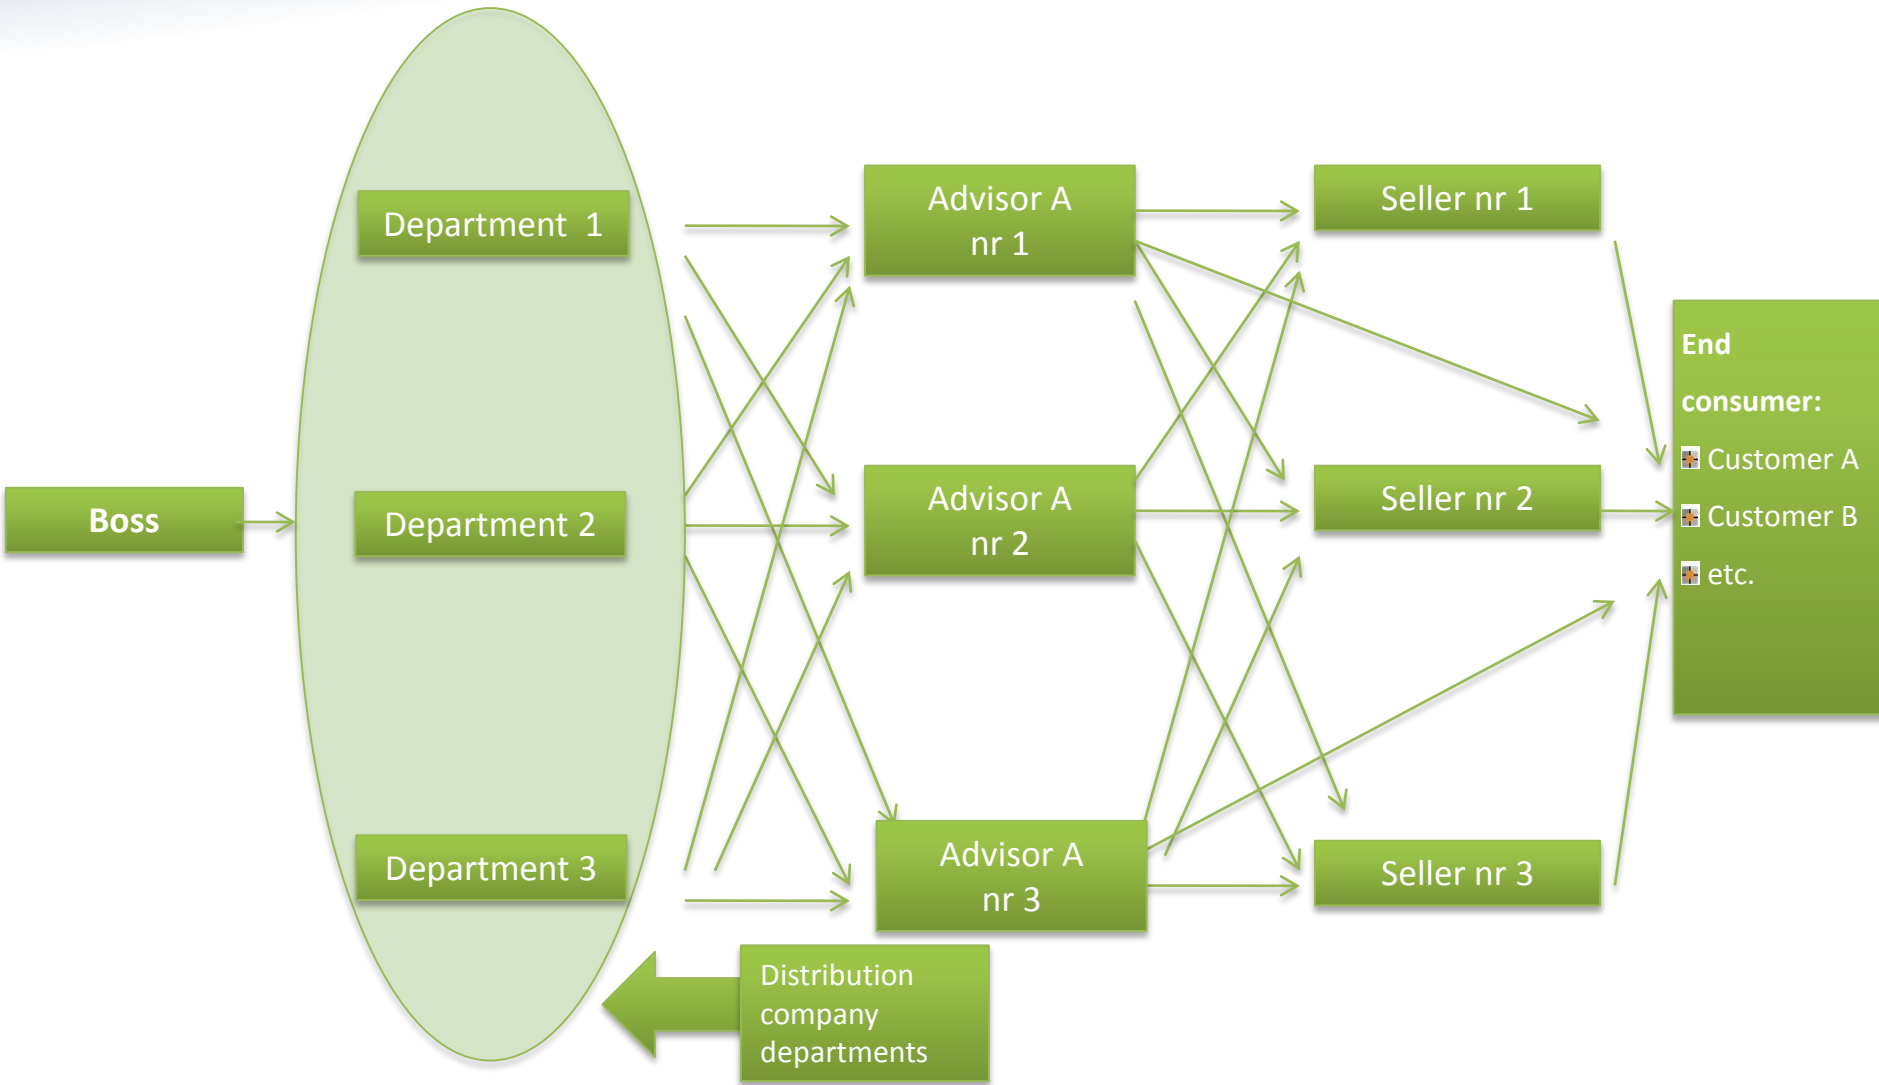 Boss
Department  1
Department 2
Department 3
Distribution
company
departments
Advisor A
nr 1
Advisor A
nr 2
Advisor A
nr 3
Seller nr 1
Seller nr 2
Seller nr 3
End
consumer:
Customer A
Customer B
etc.